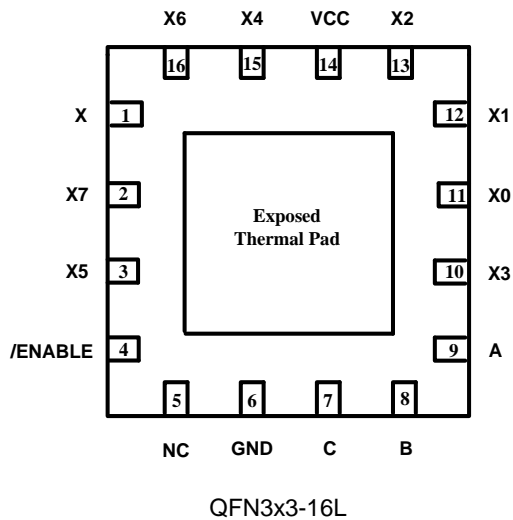 X6 X4 VCC X2
16 15 14 13
X 1 12 X1
X7 2 11 X0
Exposed
Thermal Pad
X5 3 10 X3
/ENABLE 4 9 A
5 6 7 8
NC GND C B
QFN3x3-16L